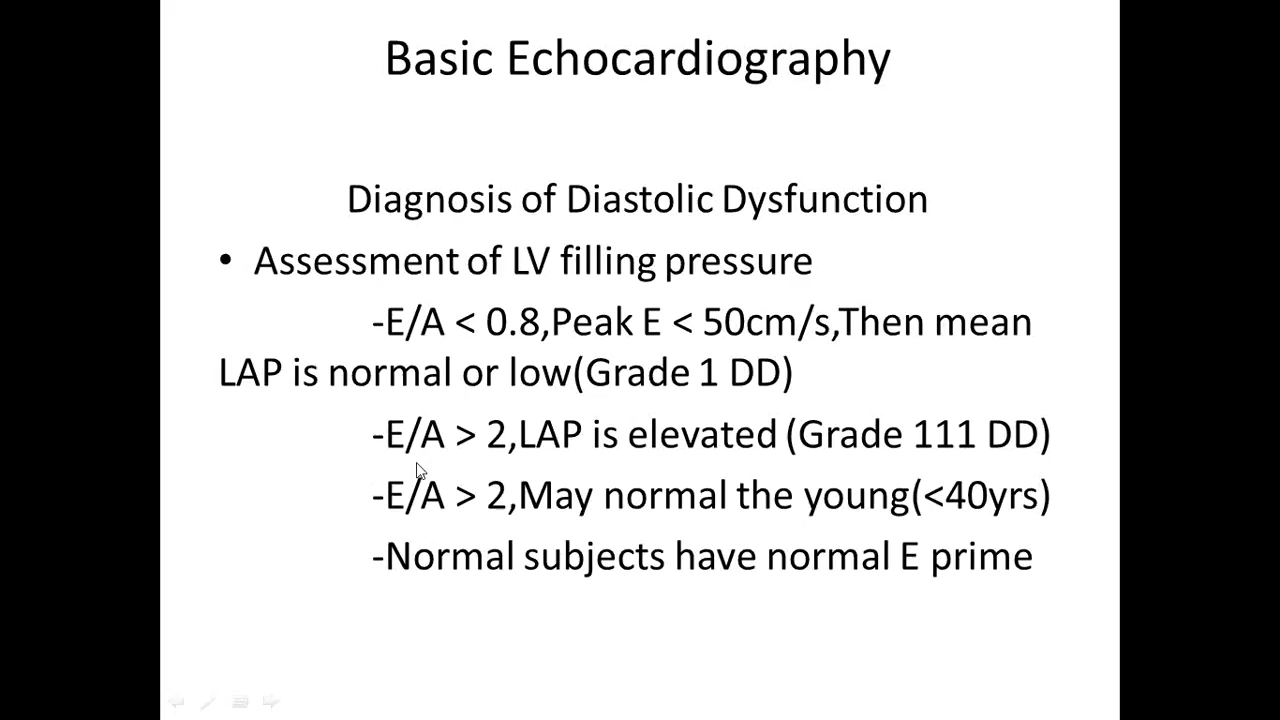 Basic Echocardiography
Diagnosis of Diastolic Dysfunction
• Assessment of LV filling pressure
-E/A < 0.8,Peak E < 50cm/s,Then mean
LAP is normal or low(Grade 1 DD)
-E/A > 2,LAP is elevated (Grade 111 DD)
-E/A > 2,May normal the young(<40yrs)
-Normal subjects have normal E prime